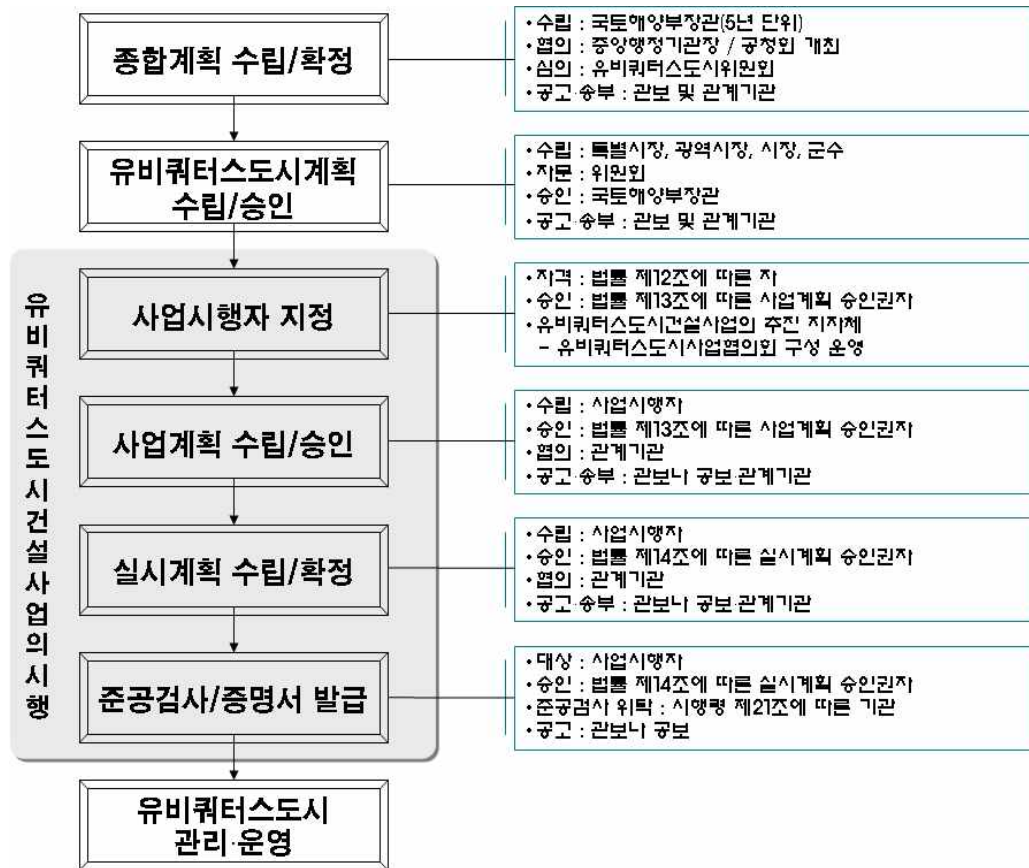 종합계획 수립/확정
•수립 : 국토해양부장관(5년 단위)
•협의 : 중앙행정기관장 / 공청회 개최
•심의 : 유비쿼터스도시위원회
•공고·송부 : 관보 및 관계기관
유비쿼터스도시계획
수립/승인
•수립 : 특별시장, 광역시장, 시장, 군수
•자문 : 위원회
•승인 : 국토해양부장관
•공고·송부 : 관보 및 관계기관
유비쿼터스도시건설사업의시행
사업시행자 지정
•자격 : 법률 제12조에 따른 자
•승인 : 법률 제13조에 따른 사업계획 승인권자
•유비쿼터스도시건설사업의 추진 지자체
- 유비쿼터스도시사업협의회 구성 운영
사업계획 수립/승인
•수립 : 사업시행자
•승인 : 법률 제13조에 따른 사업계획 승인권자
•협의 : 관계기관
•공고·송부 : 관보나 공보·관계기관
실시계획 수립/확정
•수립 : 사업시행자
•승인 : 법률 제14조에 따른 실시계획 승인권자
•협의 : 관계기관
•공고·송부 : 관보나 공보·관계기관
준공검사/증명서 발급
•대상 : 사업시행자
•승인 : 법률 제14조에 따른 실시계획 승인권자
•준공검사 위탁 : 시행령 제21조에 따른 기관
•공고 : 관보나 공보
유비쿼터스도시
관리·운영